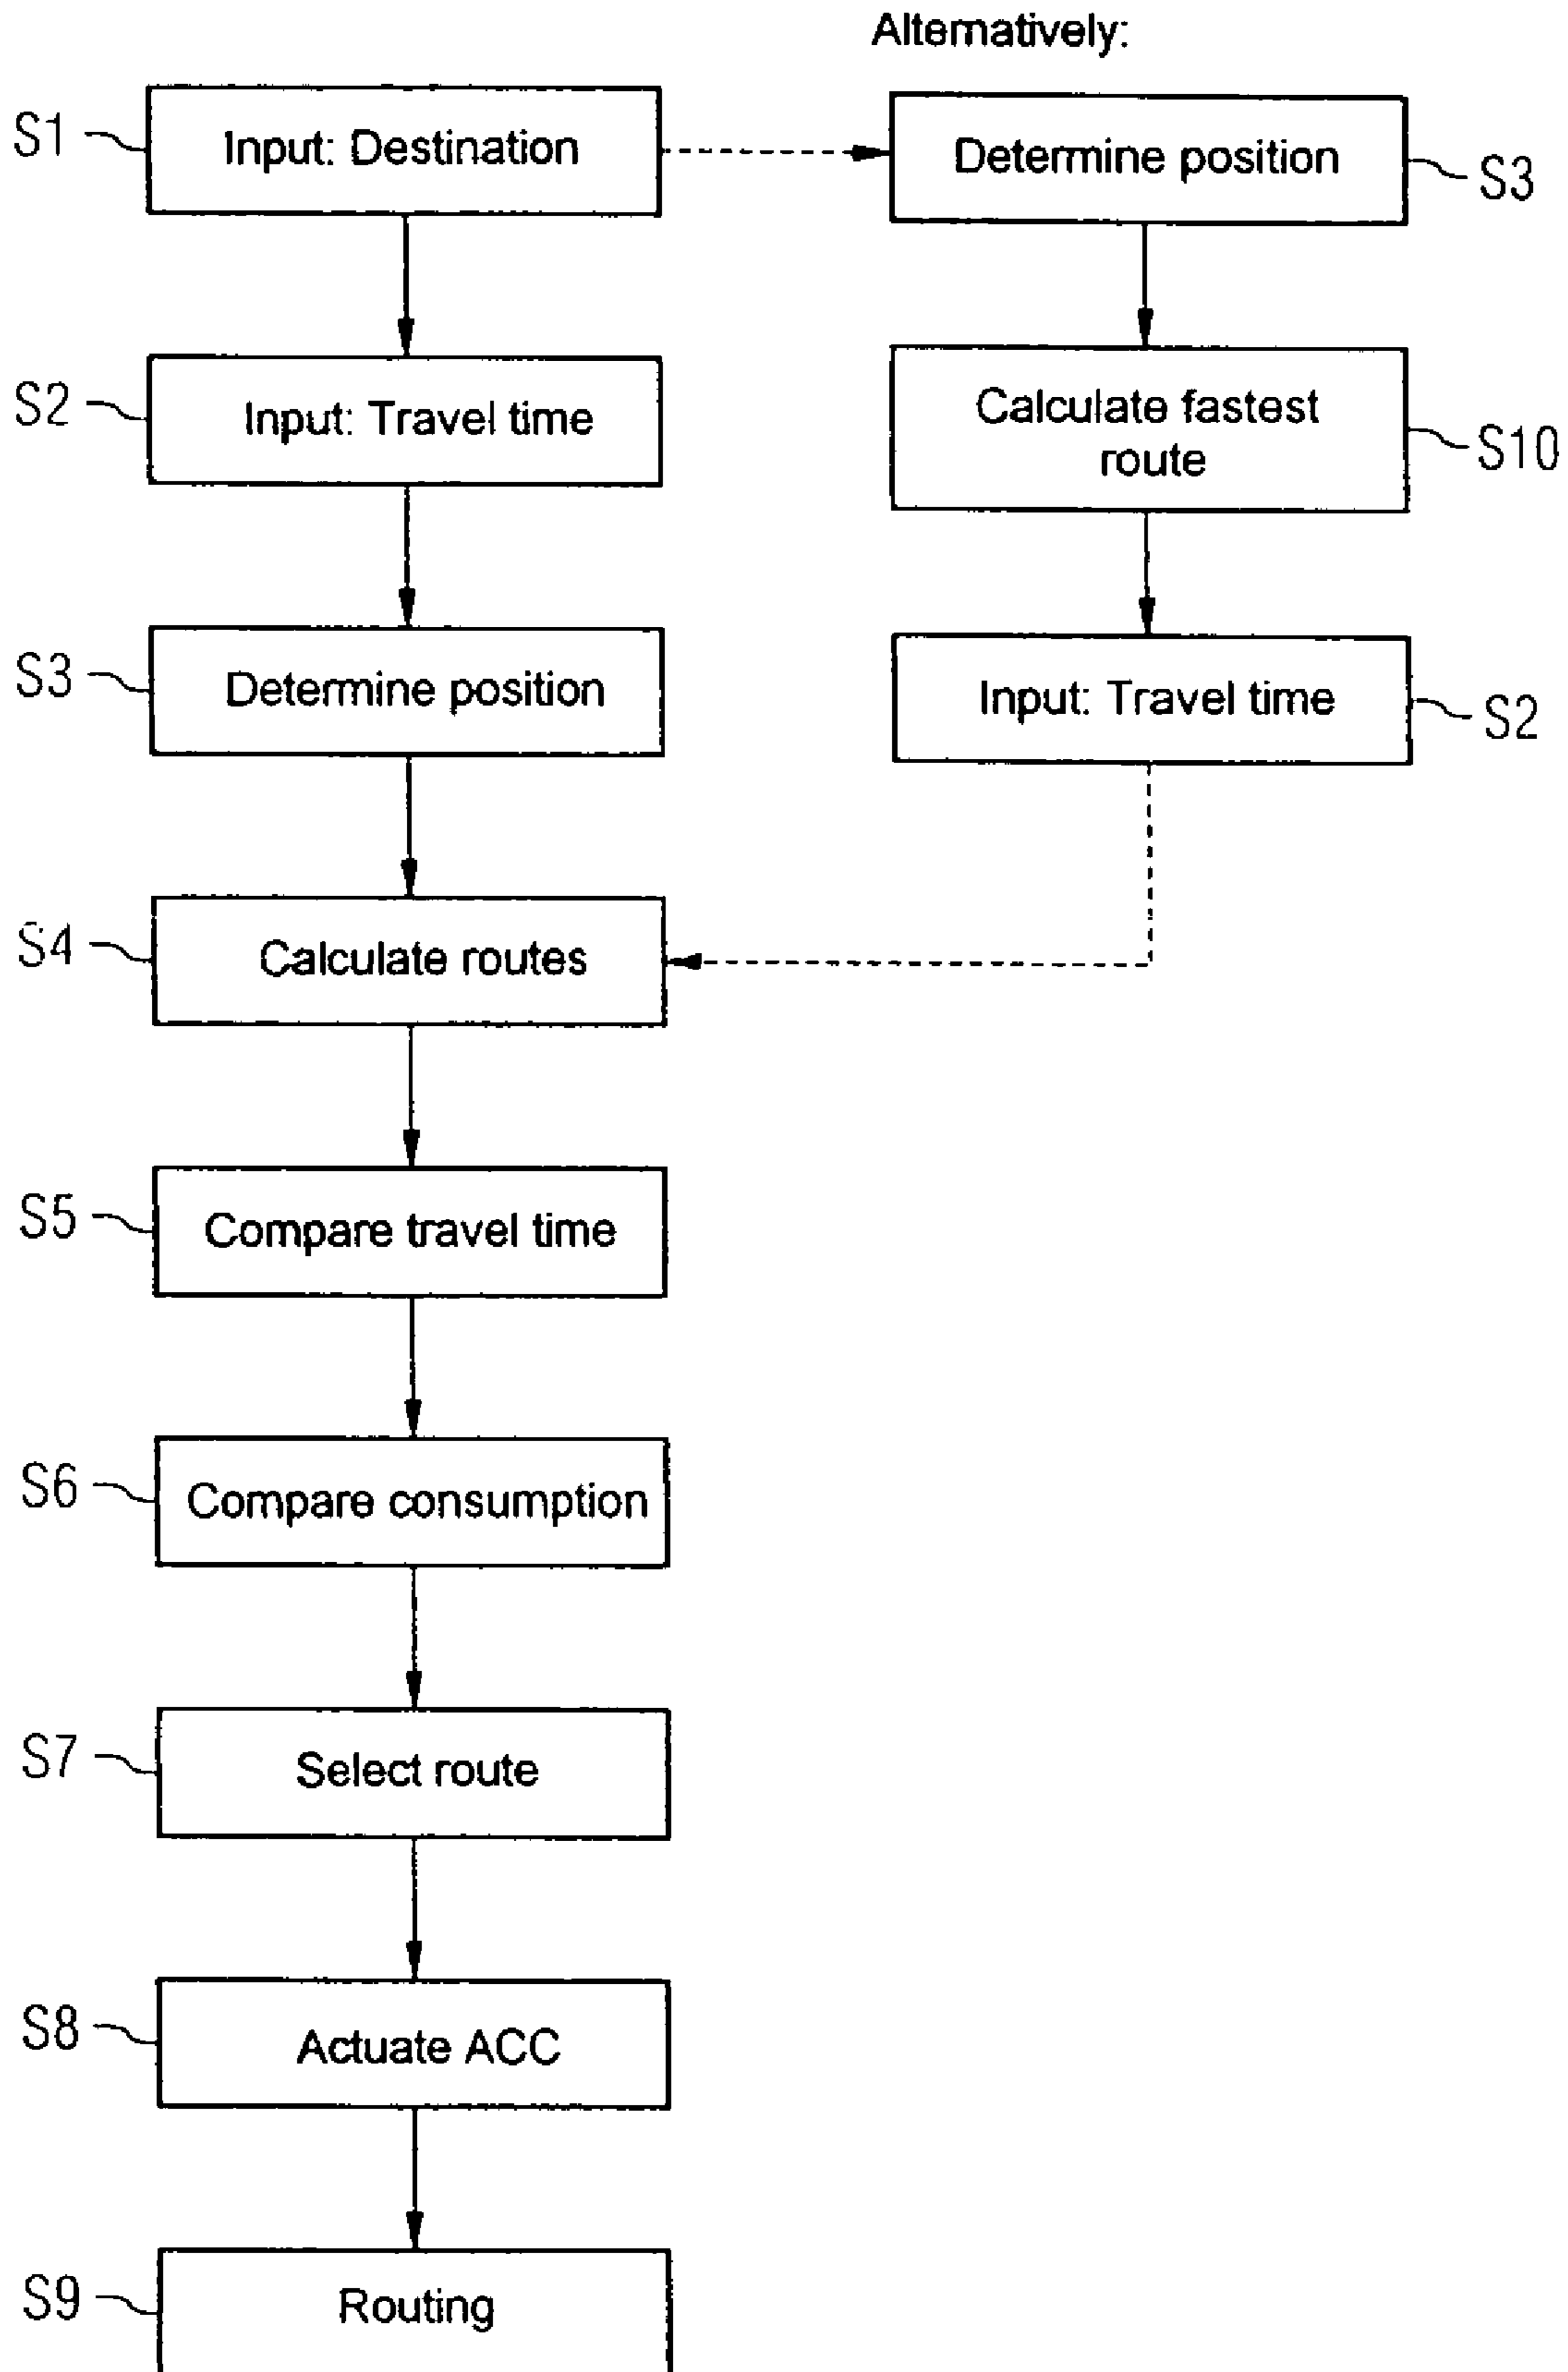 Alternatively:
S1
Input: Destination
Determine position
S3
S2
Input: Travel time
Calculate fastest
route
S10
S3
Determine position
Input: Travel time
S2
S4
Calculate routes
S5
Compare travel time
S6
Compare consumption
S7
Select route
S8
Actuate ACC
S9
Routing